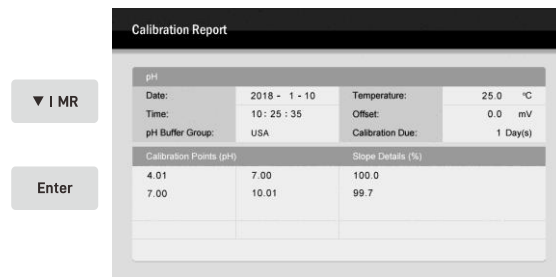 Calibration Report
▼ I MR
Enter
pH
Date: 2018 - 1 - 10 Temperature: 25.0 °C
Time: 10 : 25 : 35 Offset: 0.0 mV
pH Buffer Group: USA Calibration Due: 1 Day(s)
Calibration Points (pH) Slope Details (%)
4.01 7.00 100.0
7.00 10.01 99.7